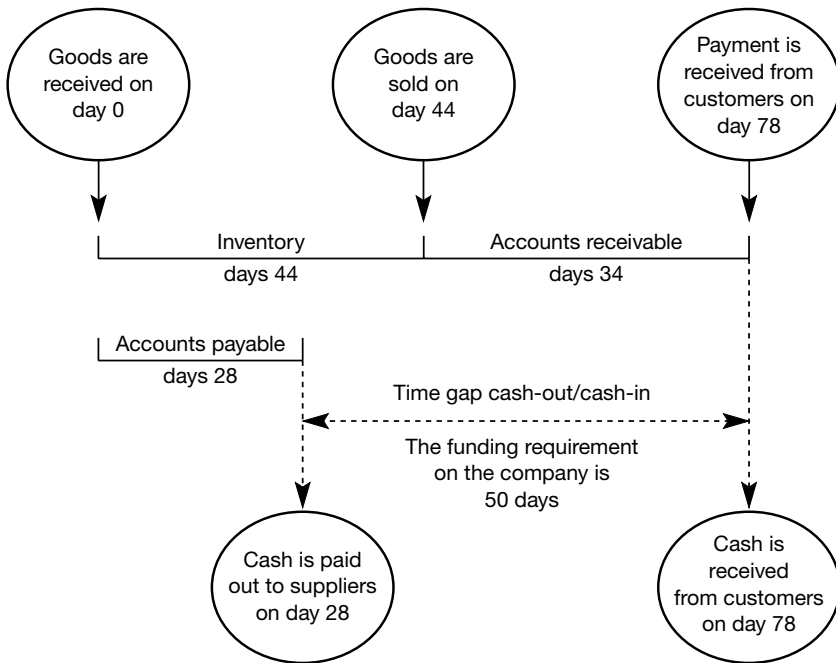 Goods are
received on
day 0
Goods are
sold on
day 44
Payment is
received from
customers on
day 78
Inventory
days 44
Accounts receivable
days 34
Accounts payable
days 28
Time gap cash-out/cash-in
The funding requirement
on the company is
50 days
Cash is paid
out to suppliers
on day 28
Cash is
received
from customers
on day 78